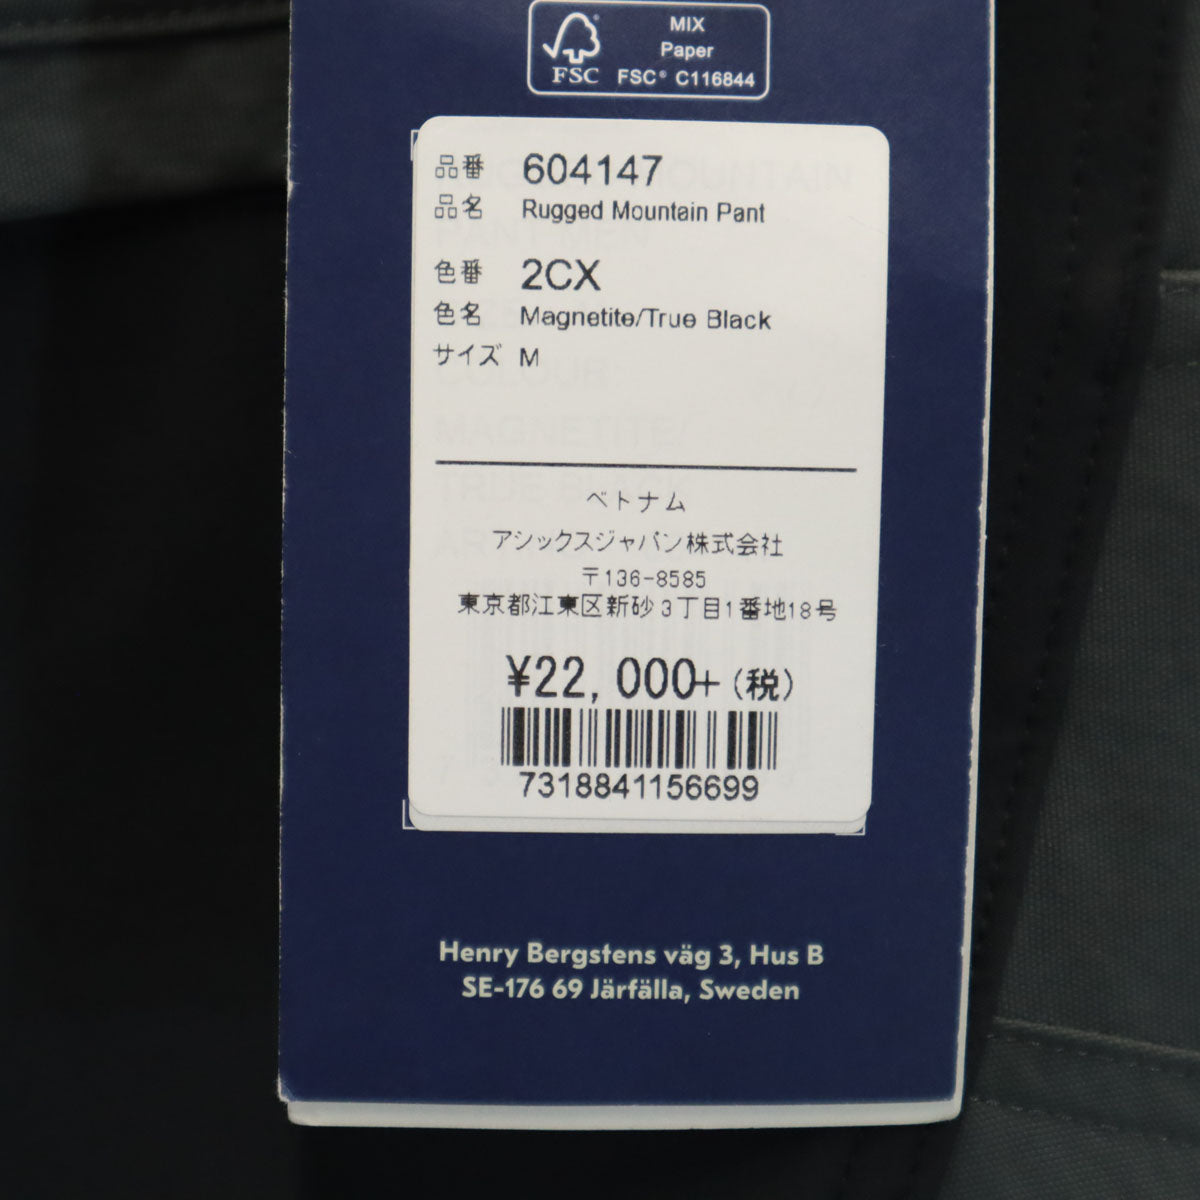 MIX
Paper
FSC
FSC® C116844
品番 604147
品名 Rugged Mountain Pant
色番 2CX
色名 Magnetite/True Black
サイズ M
ベトナム
アシックスジャパン株式会社
〒136-8585
東京都江東区新砂3丁目1番地18号
¥22,000+(税)
7318841156699
Henry Bergstens väg 3, Hus B
SE-176 69 Järfälla, Sweden